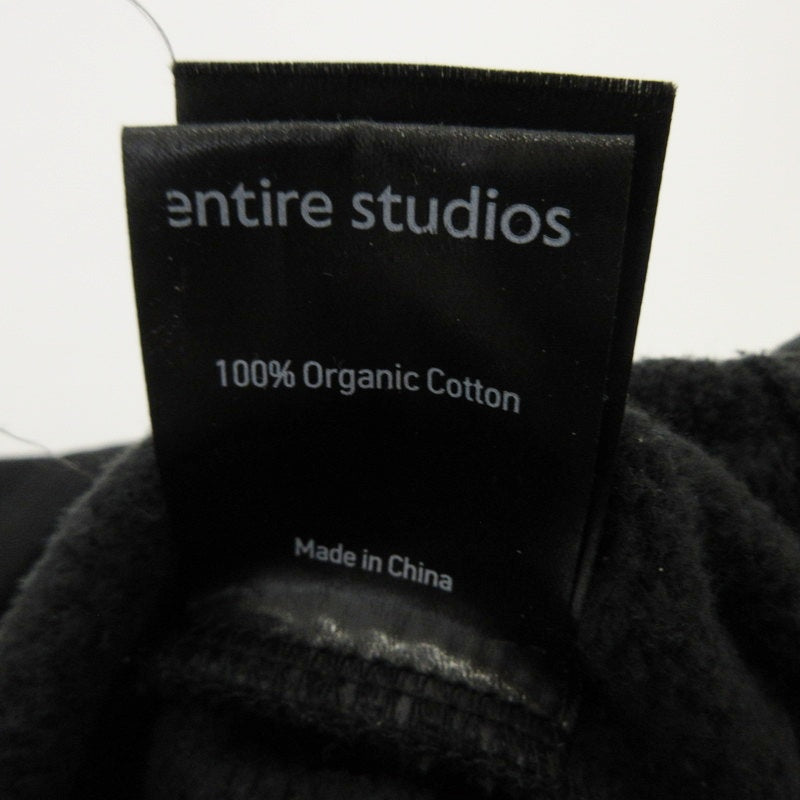 entire studios
100% Organic Cotton
Made in China